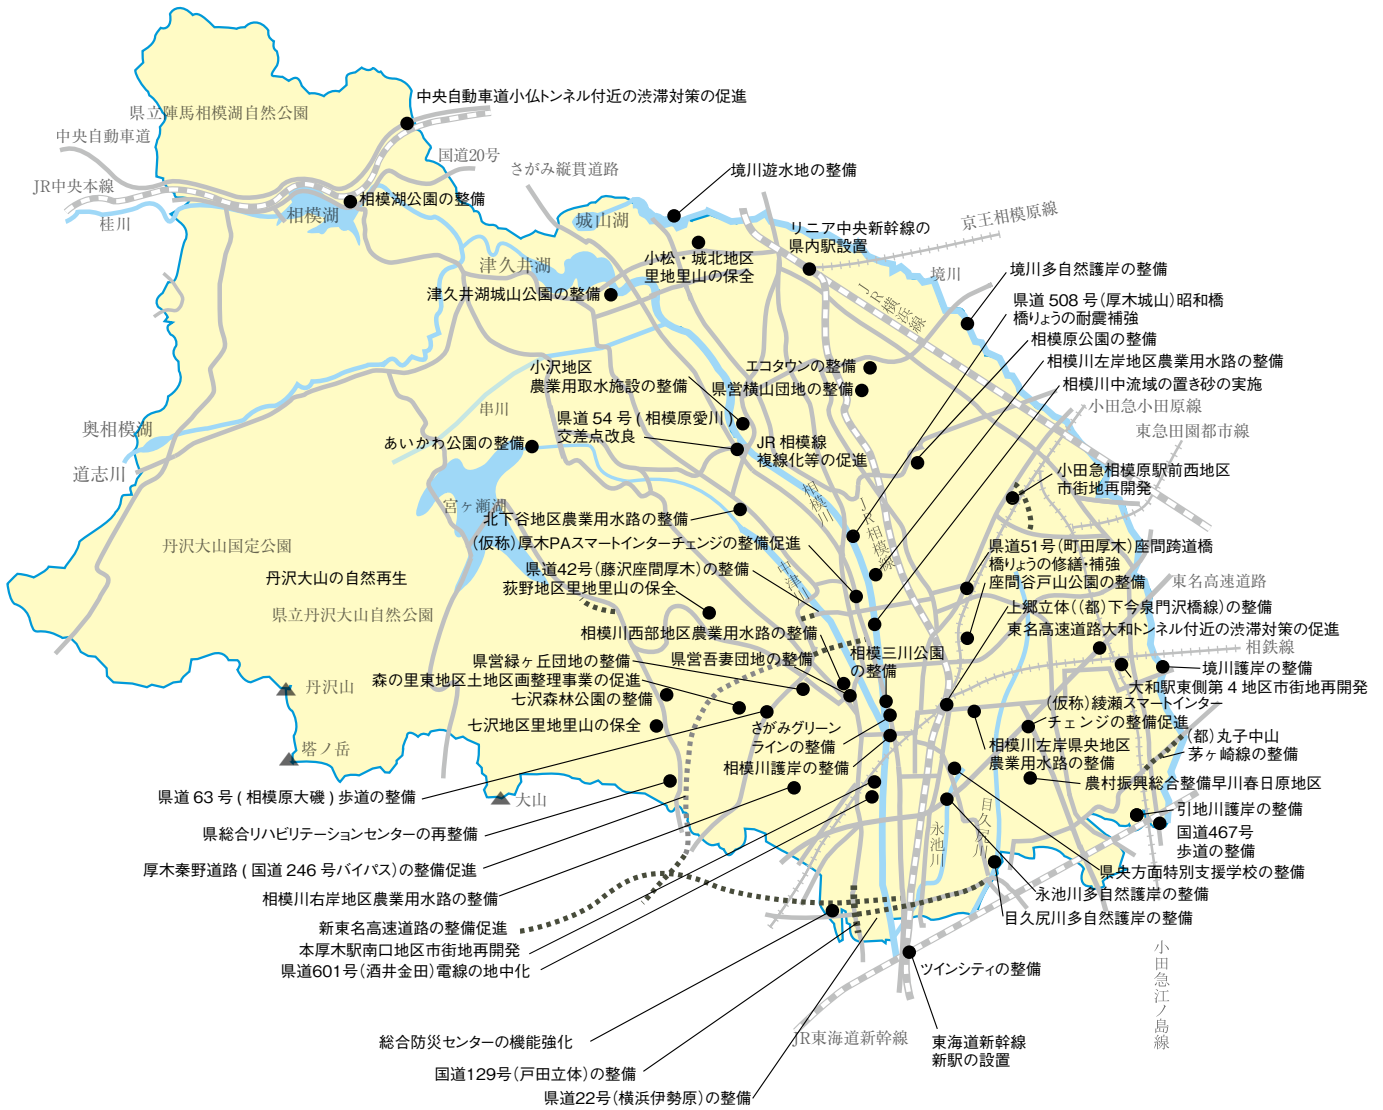 中央自動車道小仏トンネル付近の渋滞対策の促進
県立陣馬相模湖自然公園
中央自動車道
国道20号
さがみ縦貫道路
境川遊水地の整備
JR中央本線
相模湖公園の整備
相模湖
桂川
城山湖
リニア中央新幹線の
県内駅設置
京王相模原線
小松・城北地区
里地里山の保全
津久井湖
津久井湖城山公園の整備
境川
境川多自然護岸の整備
JR横浜線
県道508号(厚木城山)昭和橋
橋りょうの耐震補強
相模原公園の整備
相模川左岸地区農業用水路の整備
相模川中流域の置き砂の実施
エコタウンの整備
県営横山団地の整備
小沢地区
農業用取水施設の整備
小田急小田原線
東急田園都市線
串川
県道54号(相模原愛川)
交差点改良
あいかわ公園の整備
JR相模線
複線化等の促進
奥相模湖
道志川
小田急相模原駅前西地区
市街地再開発
相模川
JR相模線
宮ヶ瀬湖
北下谷地区農業用水路の整備
(仮称)厚木PAスマートインターチェンジの整備促進
丹沢大山国定公園
県道51号(町田厚木)座間跨道橋
橋りょうの修繕・補強
座間谷戸山公園の整備
中津川
県道42号(藤沢座間厚木)の整備
荻野地区里地里山の保全
丹沢大山の自然再生
県立丹沢大山自然公園
東名高速道路
上郷立体((都)下今泉門沢橋線)の整備
東名高速道路大和トンネル付近の渋滞対策の促進
相模川西部地区農業用水路の整備
相鉄線
相模三川公園
の整備
県営緑ヶ丘団地の整備
県営吾妻団地の整備
境川護岸の整備
森の里東地区土地区画整理事業の促進
大和駅東側第4地区市街地再開発
七沢森林公園の整備
丹沢山
(仮称)綾瀬スマートインター
チェンジの整備促進
七沢地区里地里山の保全
さがみグリーン
ラインの整備
(都)丸子中山
茅ヶ崎線の整備
塔ノ岳
相模川左岸県央地区
農業用水路の整備
相模川護岸の整備
農村振興総合整備早川春日原地区
県道63号(相模原大磯)歩道の整備
大山
引地川護岸の整備
目久尻川
永池川
県総合リハビリテーションセンターの再整備
国道467号
歩道の整備
厚木秦野道路(国道246号バイパス)の整備促進
県央方面特別支援学校の整備
相模川右岸地区農業用水路の整備
永池川多自然護岸の整備
目久尻川多自然護岸の整備
新東名高速道路の整備促進
本厚木駅南口地区市街地再開発
県道601号(酒井金田)電線の地中化
ツインシティの整備
小田急江ノ島線
総合防災センターの機能強化
JR東海道新幹線
東海道新幹線
新駅の設置
国道129号(戸田立体)の整備
県道22号(横浜伊勢原)の整備